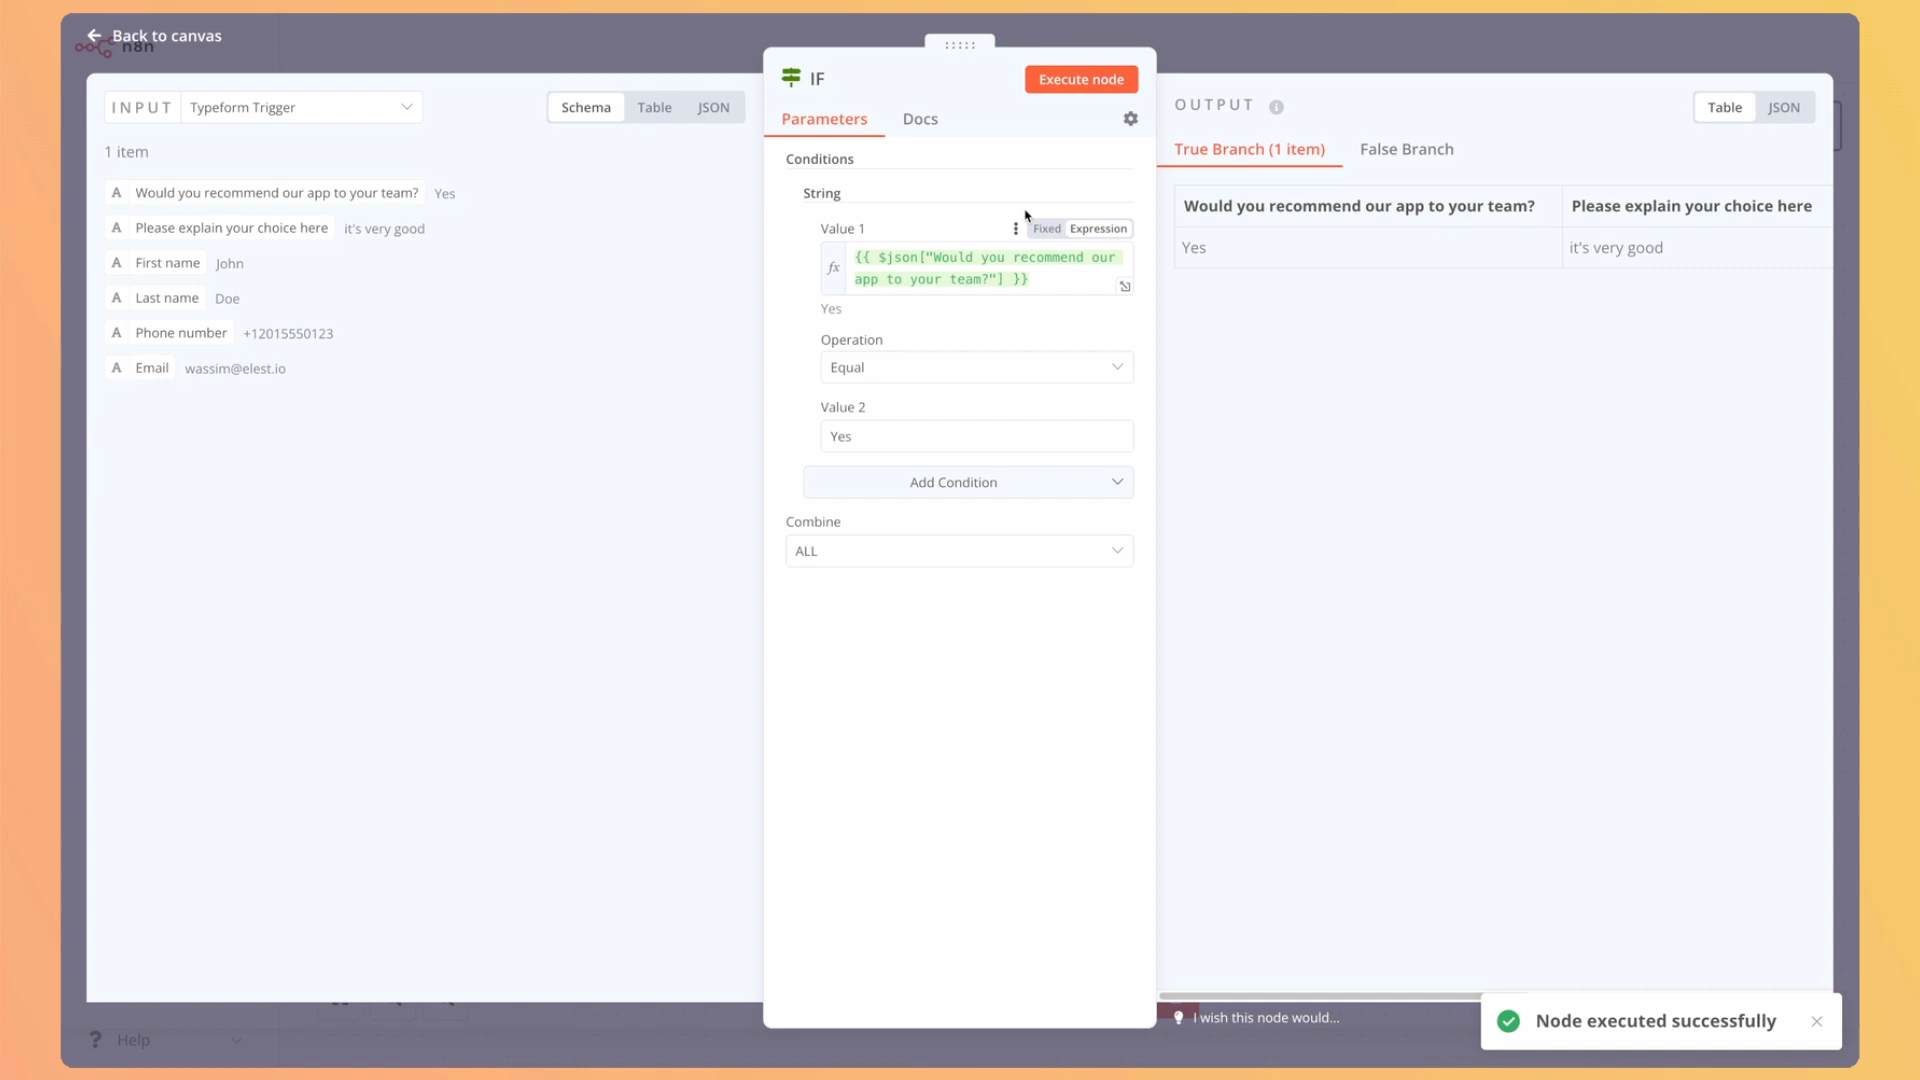 Back to canvas
n8n
INPUT Typeform Trigger
Schema Table JSON
1 item
A Would you recommend our app to your team? Yes
A Please explain your choice here it's very good
A First name John
A Last name Doe
A Phone number +12015550123
A Email wassim@elest.io
IF
Execute node
Parameters Docs
Conditions
String
Value 1
Fixed Expression
fx
{{ $json["Would you recommend our
app to your team?"] }}
Yes
Operation
Equal
Value 2
Yes
Add Condition
Combine
ALL
OUTPUT
Table JSON
True Branch (1 item) False Branch
Would you recommend our app to your team? Please explain your choice here
Yes it's very good
I wish this node would...
Node executed successfully
? Help